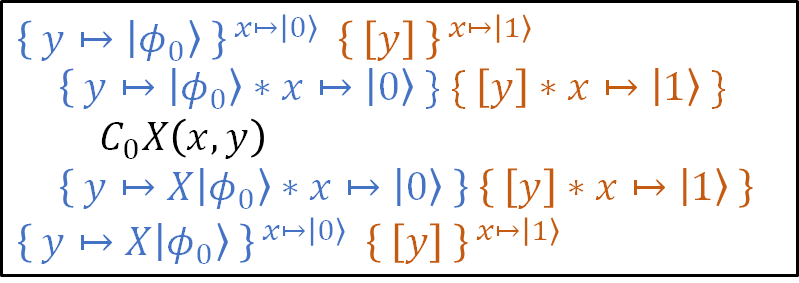 { y ↦ |ϕ₀⟩ }^{x↦|0⟩} { [y] }^{x↦|1⟩}
{ y ↦ |ϕ₀⟩ ∗ x ↦ |0⟩ } { [y] ∗ x ↦ |1⟩ }
C₀X(x, y)
{ y ↦ X|ϕ₀⟩ ∗ x ↦ |0⟩ } { [y] ∗ x ↦ |1⟩ }
{ y ↦ X|ϕ₀⟩ }^{x↦|0⟩} { [y] }^{x↦|1⟩}